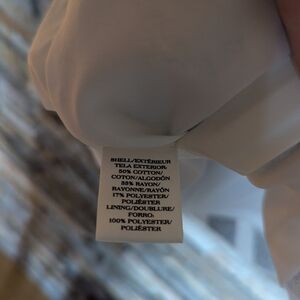 SHELL/EXTÉRIEUR
TELA EXTERIOR:
50% COTTON/
COTON/ALGODÓN
33% RAYON/
RAYONNE/RAYÓN
17% POLYESTER/
POLIÉSTER
LINING/DOUBLURE/
FORRO:
100% POLYESTER/
POLIÉSTER